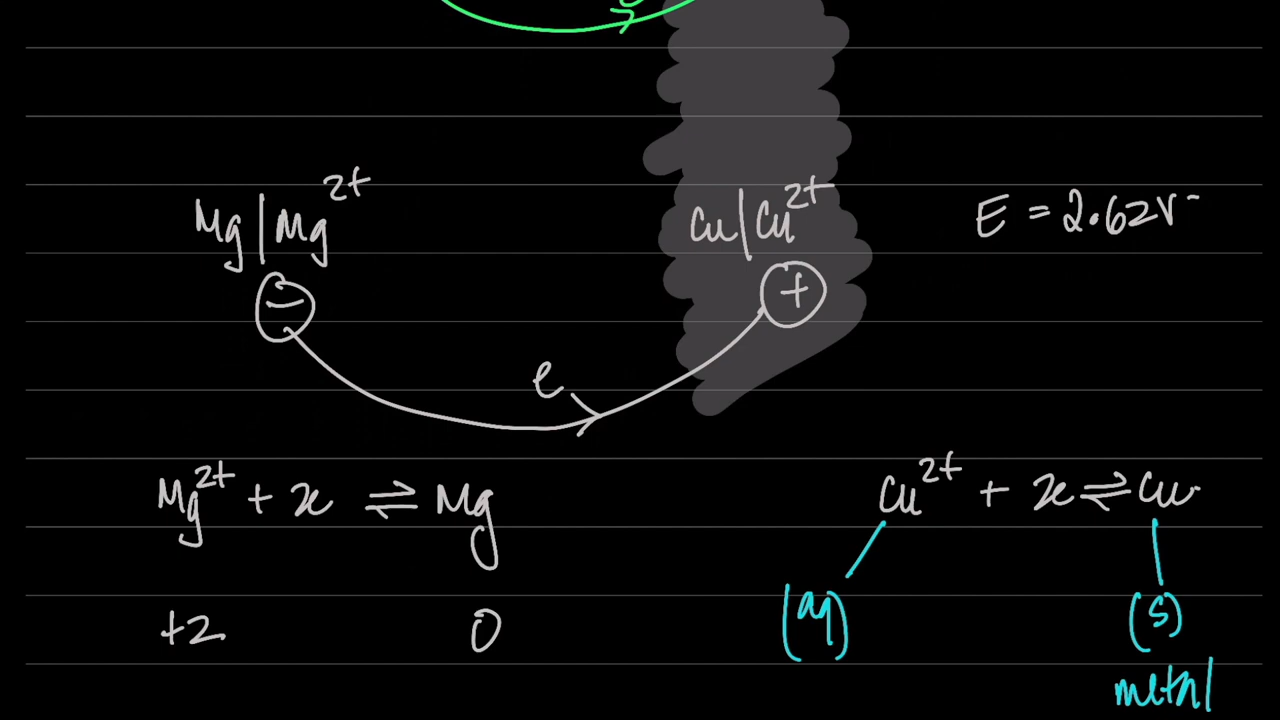 Mg|Mg²⁺ Cu|Cu²⁺ E = 2.62V
⊖ ⊕
e
Mg²⁺ + 2e ⇌ Mg Cu²⁺ + 2e ⇌ Cu
+2 0 (aq) (s)
metal